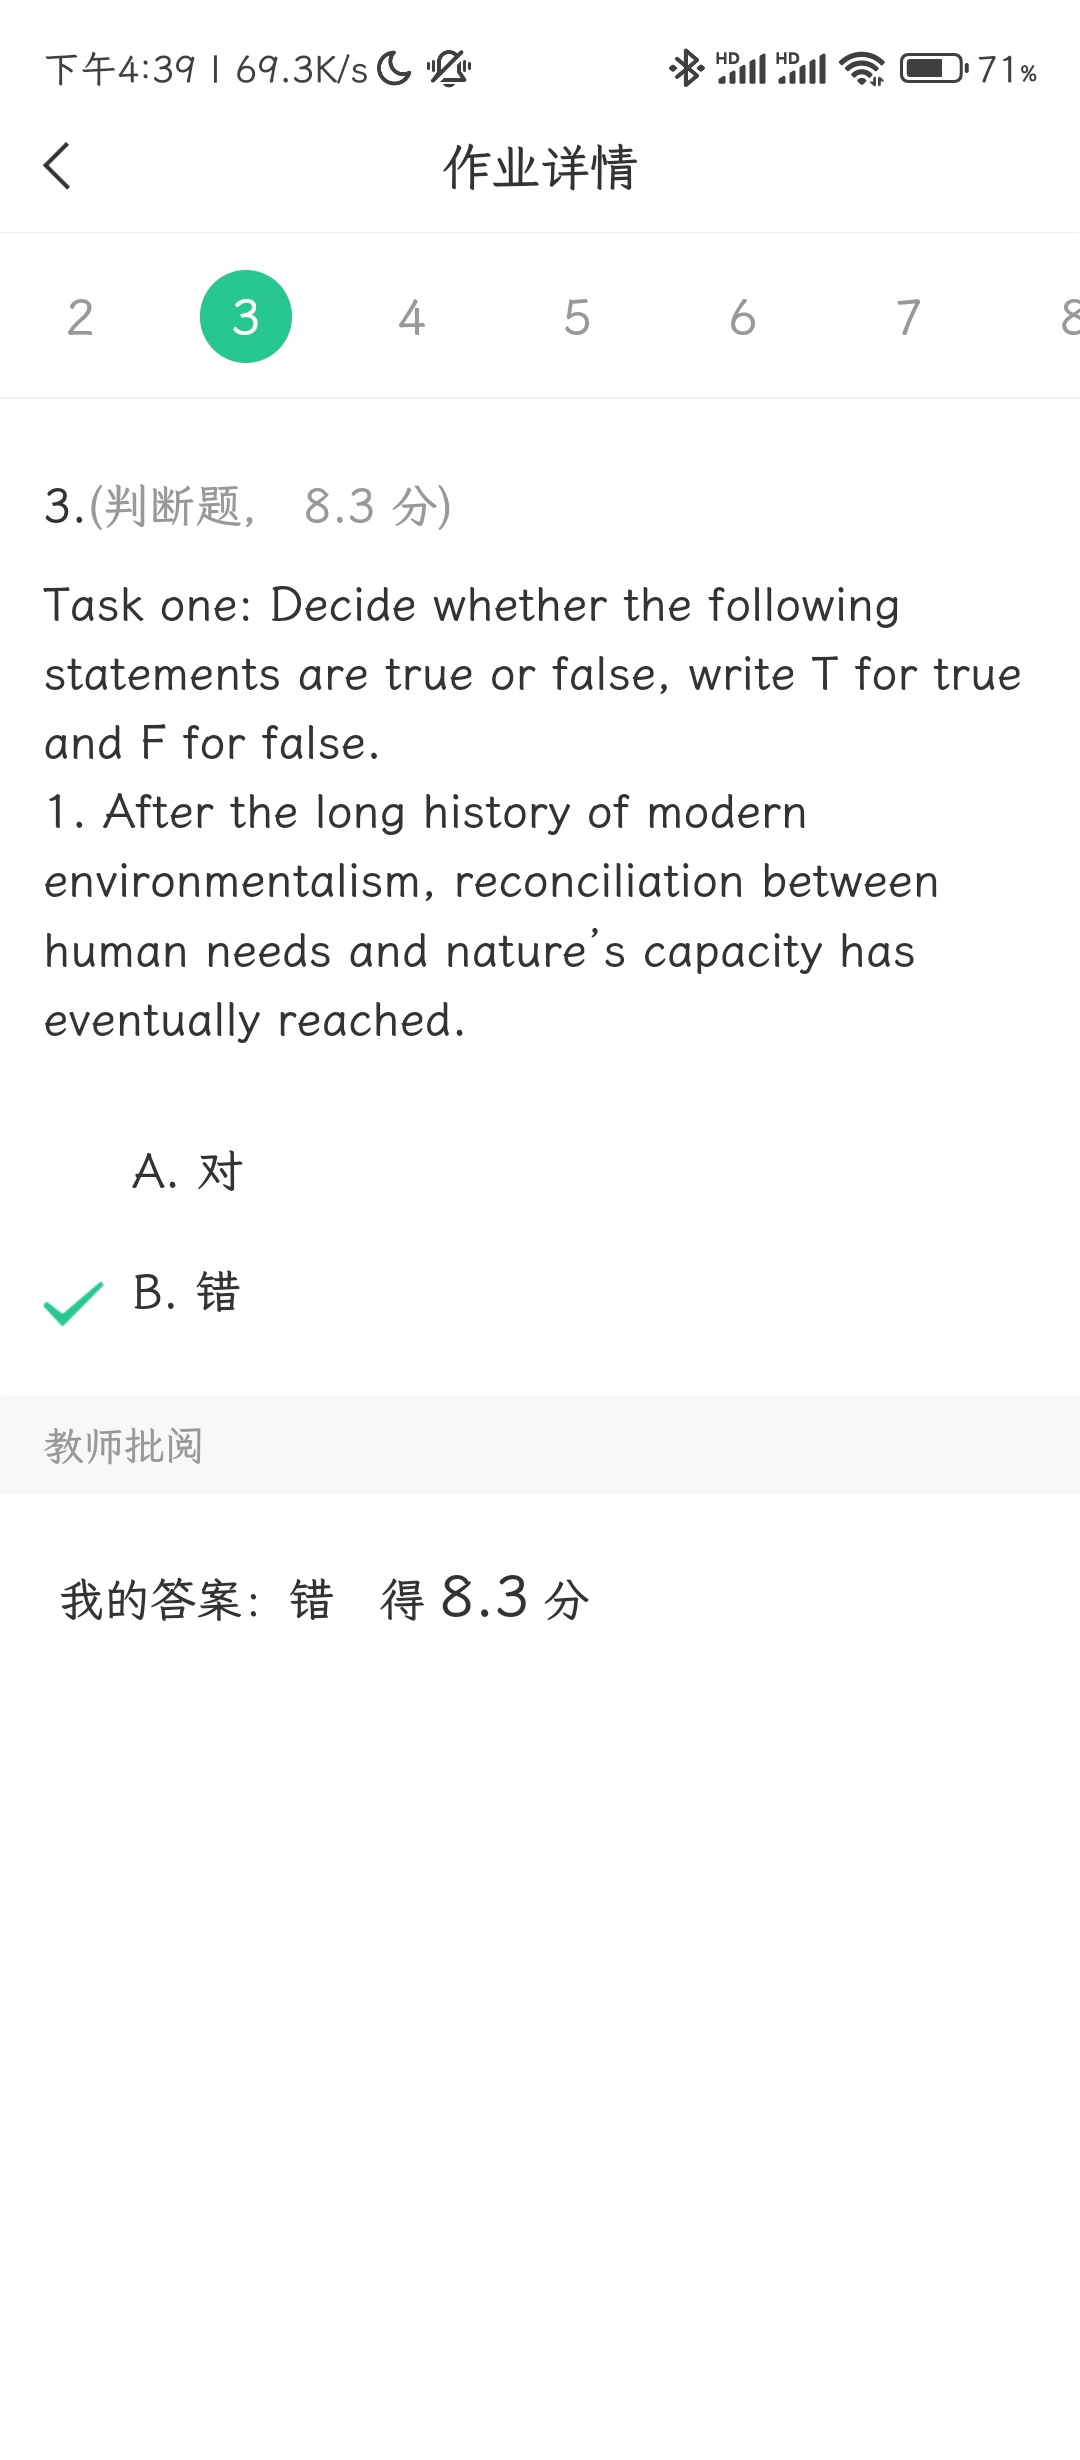 下午4:39 | 69.3K/s HD HD 71%
作业详情
2 3 4 5 6 7 8
3.(判断题, 8.3 分)
Task one: Decide whether the following
statements are true or false, write T for true
and F for false.
1. After the long history of modern
environmentalism, reconciliation between
human needs and nature’s capacity has
eventually reached.
A. 对
B. 错
教师批阅
我的答案: 错 得 8.3 分